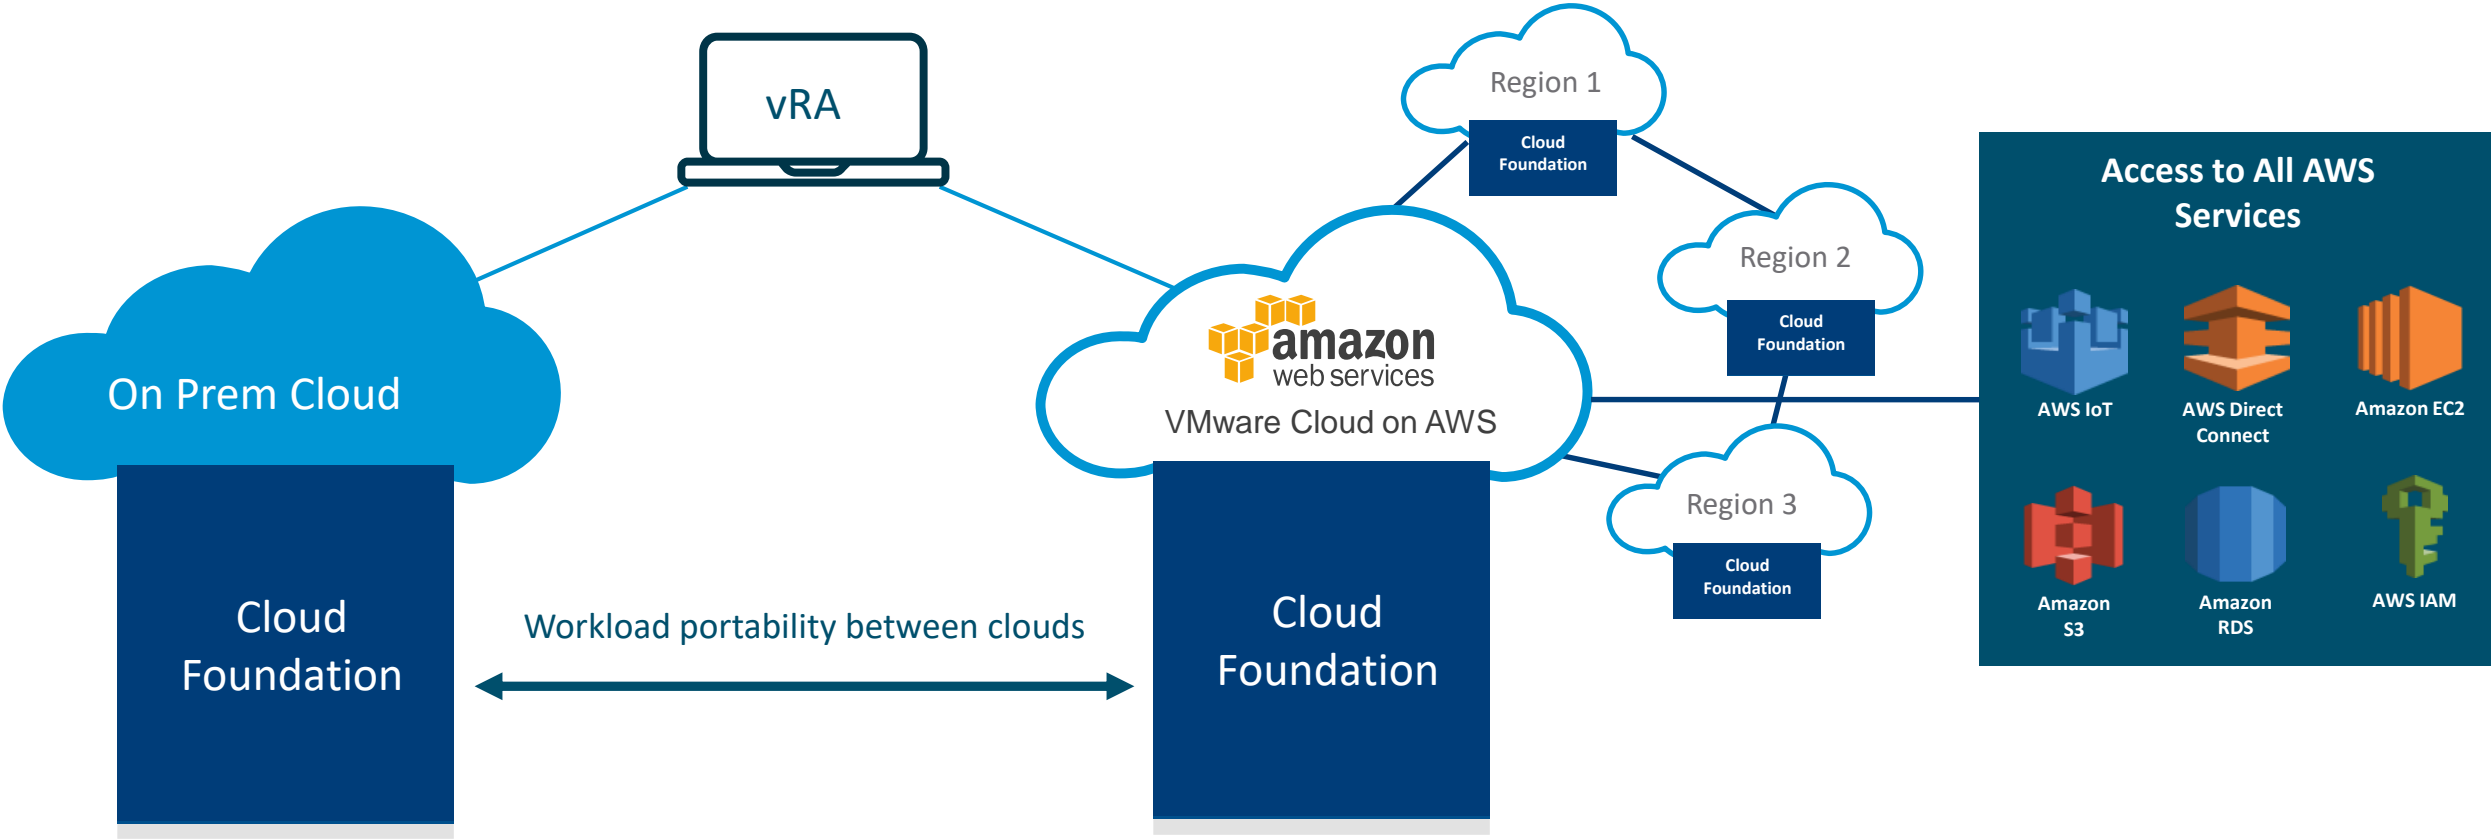 vRA
On Prem Cloud
Cloud
Foundation
Workload portability between clouds
amazon
web services
VMware Cloud on AWS
Cloud
Foundation
Region 1
Cloud
Foundation
Region 2
Cloud
Foundation
Region 3
Cloud
Foundation
Access to All AWS
Services
AWS IoT
AWS Direct
Connect
Amazon EC2
Amazon
S3
Amazon
RDS
AWS IAM